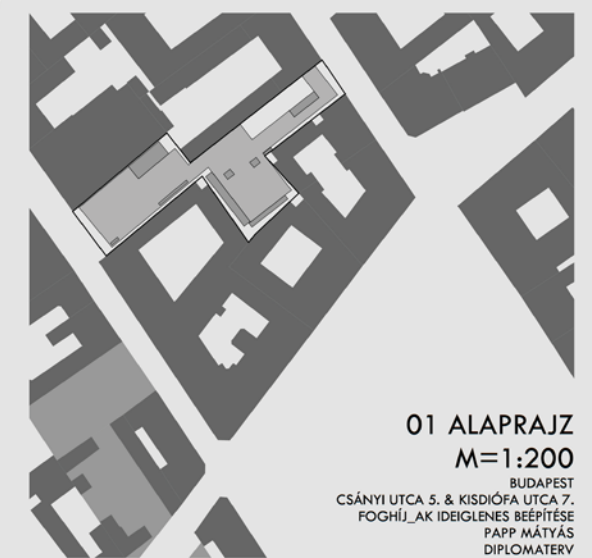 01 ALAPRAJZ
M=1:200
BUDAPEST
CSÁNYI UTCA 5. & KISDIÓFA UTCA 7.
FOGHÍJ_AK IDEIGLENES BEÉPÍTÉSE
PAPP MÁTYÁS
DIPLOMATERV